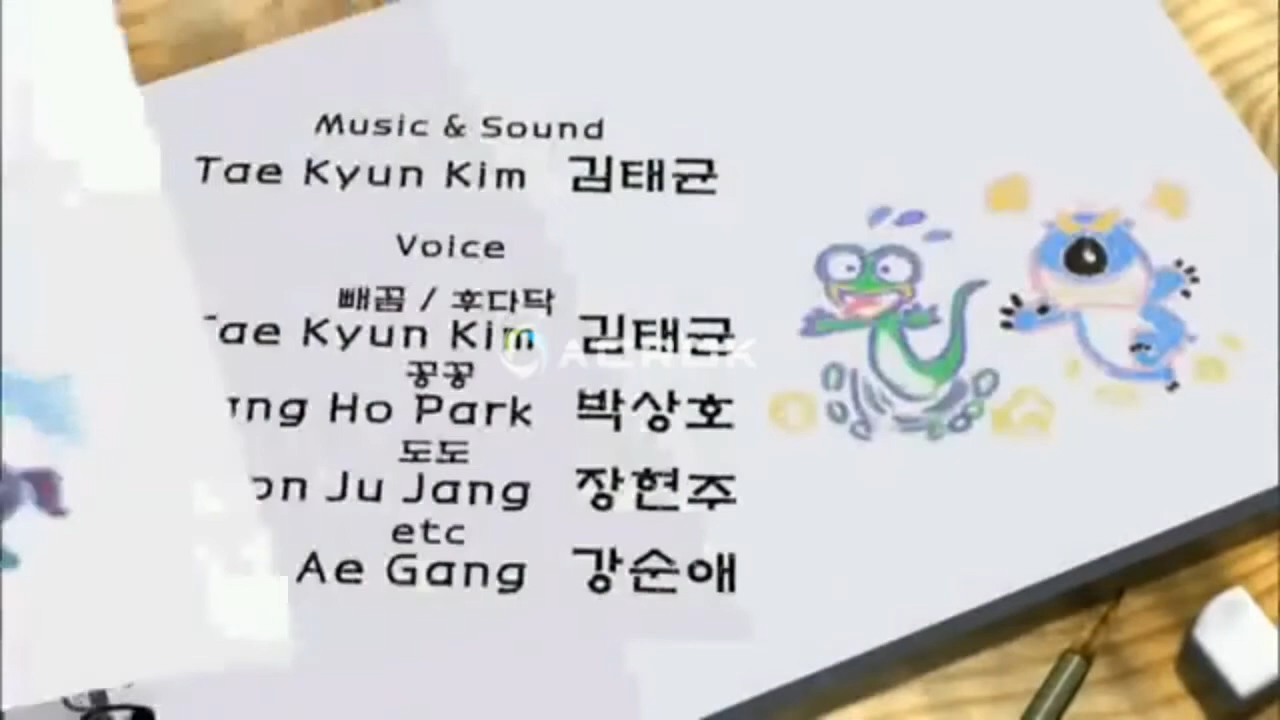 Music & Sound
Tae Kyun Kim 김태균
Voice
빼꼼 / 후다닥
ae Kyun Kim 김태균
꽁꽁
ng Ho Park 박상호
도도
on Ju Jang 장현주
etc
Ae Gang 강순애